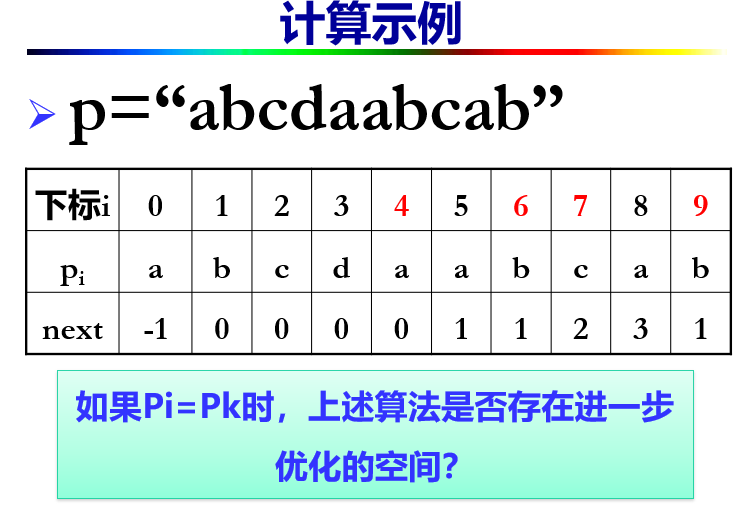 计算示例
p=“abcdaabcab”
下标i 0 1 2 3 4 5 6 7 8 9
pi a b c d a a b c a b
next -1 0 0 0 0 1 1 2 3 1
如果Pi=Pk时，上述算法是否存在进一步
优化的空间？